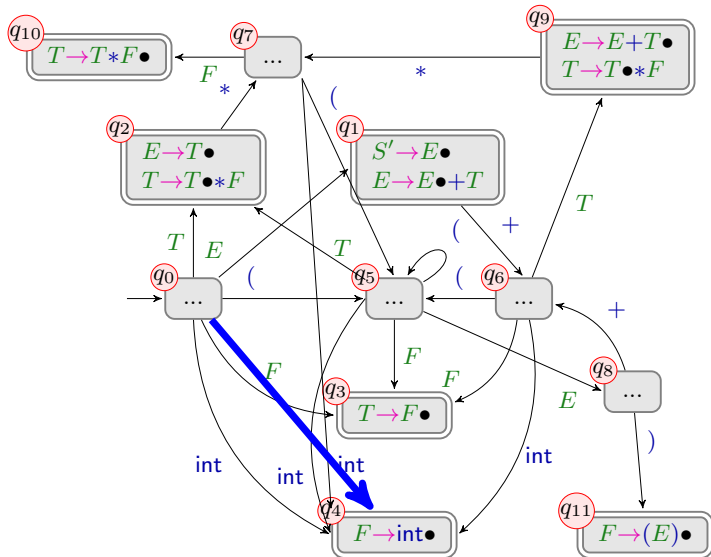 q10
T→T*F●
q7
...
q9
E→E+T●
T→T●*F
F
*
*
(
q2
E→T●
T→T●*F
q1
S′→E●
E→E●+T
T
E
T
(
+
T
q0
...
(
q5
...
(
q6
...
+
F
F
F
q8
...
q3
T→F●
E
int
int
int
int
)
q4
F→int●
q11
F→(E)●